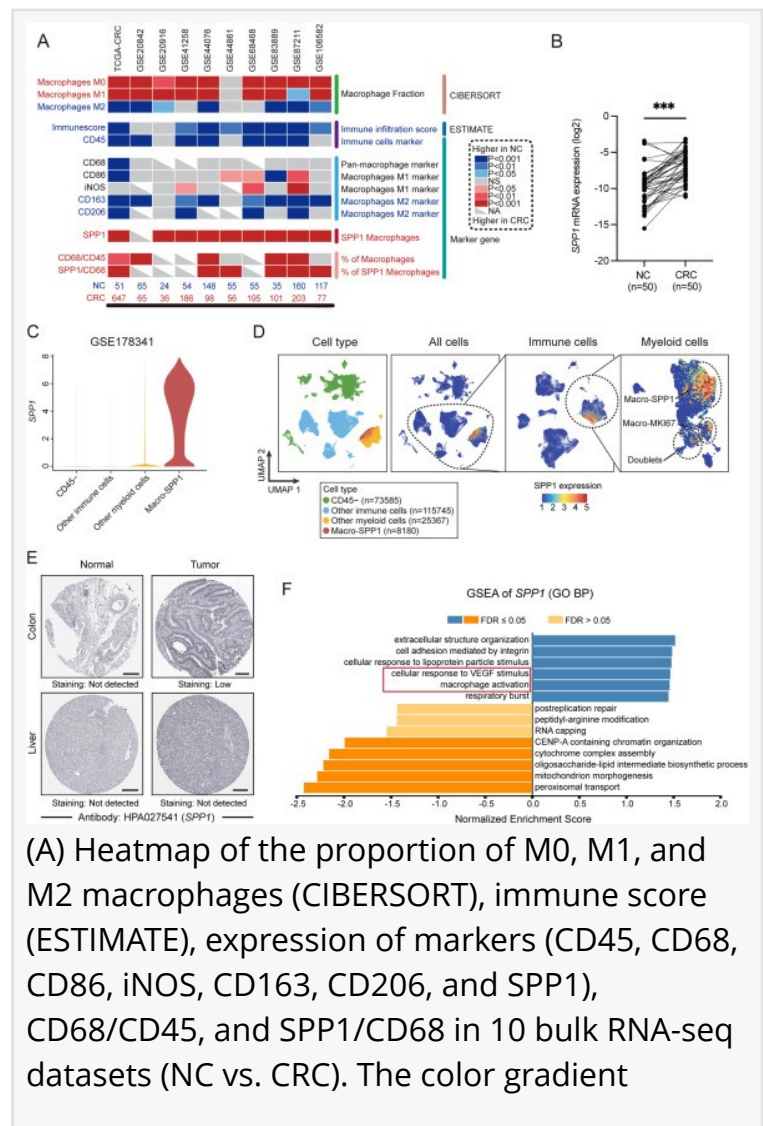 A
TCGA-CRC
GSE20842
GSE20916
GSE41258
GSE44076
GSE44861
GSE68468
GSE83889
GSE87211
GSE106582
Macrophages M0
Macrophages M1
Macrophages M2
Macrophage Fraction
CIBERSORT
Immunescore
CD45
Immune infiltration score
Immune cells marker
ESTIMATE
CD68
CD86
iNOS
CD163
CD206
Pan-macrophage marker
Macrophages M1 marker
Macrophages M1 marker
Macrophages M2 marker
Macrophages M2 marker
SPP1
SPP1 Macrophages
CD68/CD45
SPP1/CD68
% of Macrophages
% of SPP1 Macrophages
Marker gene
Higher in NC
P<0.001
P<0.01
P<0.05
NS
P<0.05
P<0.01
P<0.001
NA
Higher in CRC
NC 51 65 24 54 148 55 55 35 160 117
CRC 647 65 36 186 98 56 195 101 203 77
B
***
SPP1 mRNA expression (log2)
0
-5
-10
-15
-20
NC
(n=50)
CRC
(n=50)
C
GSE178341
SPP1
8
6
4
2
0
CD45−
Other immune cells
Other myeloid cells
Macro-SPP1
D
Cell type
All cells
Immune cells
Myeloid cells
Macro-SPP1
Macro-MKI67
Doublets
UMAP 2
UMAP 1
Cell type
CD45− (n=73585)
Other immune cells (n=115745)
Other myeloid cells (n=25367)
Macro-SPP1 (n=8180)
SPP1 expression
1 2 3 4 5
E
Normal
Tumor
Colon
Staining: Not detected
Staining: Low
Liver
Staining: Not detected
Staining: Not detected
Antibody: HPA027541 (SPP1)
F
GSEA of SPP1 (GO BP)
FDR ≤ 0.05
FDR > 0.05
extracellular structure organization
cell adhesion mediated by integrin
cellular response to lipoprotein particle stimulus
cellular response to VEGF stimulus
macrophage activation
respiratory burst
postreplication repair
peptidyl-arginine modification
RNA capping
CENP-A containing chromatin organization
cytochrome complex assembly
oligosaccharide-lipid intermediate biosynthetic process
mitochondrion morphogenesis
peroxisomal transport
-2.5 -2.0 -1.5 -1.0 -0.5 0.0 0.5 1.0 1.5 2.0
Normalized Enrichment Score
(A) Heatmap of the proportion of M0, M1, and
M2 macrophages (CIBERSORT), immune score
(ESTIMATE), expression of markers (CD45, CD68,
CD86, iNOS, CD163, CD206, and SPP1),
CD68/CD45, and SPP1/CD68 in 10 bulk RNA-seq
datasets (NC vs. CRC). The color gradient